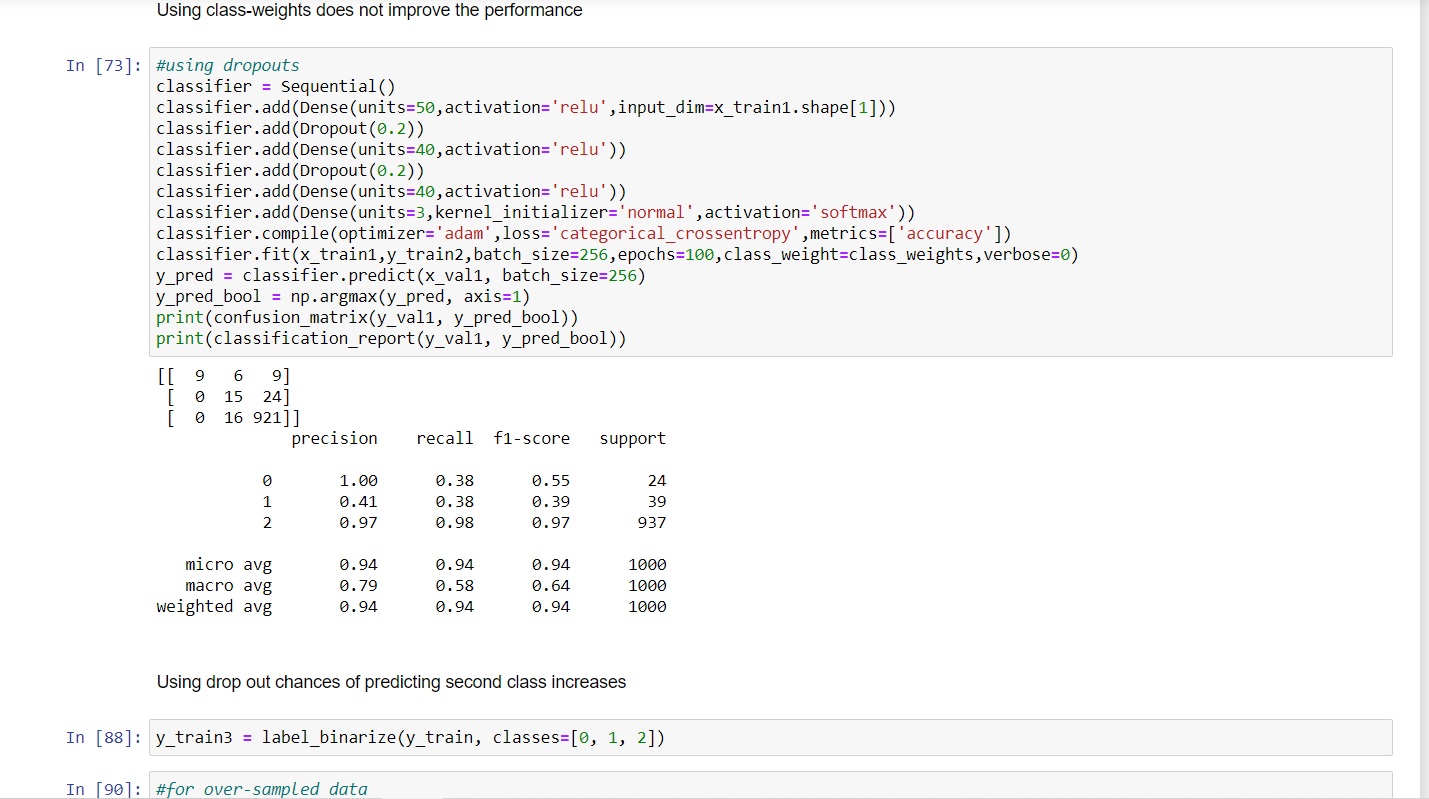 Using class-weights does not improve the performance
In [73]: #using dropouts
classifier = Sequential()
classifier.add(Dense(units=50,activation='relu',input_dim=x_train1.shape[1]))
classifier.add(Dropout(0.2))
classifier.add(Dense(units=40,activation='relu'))
classifier.add(Dropout(0.2))
classifier.add(Dense(units=40,activation='relu'))
classifier.add(Dense(units=3,kernel_initializer='normal',activation='softmax'))
classifier.compile(optimizer='adam',loss='categorical_crossentropy',metrics=['accuracy'])
classifier.fit(x_train1,y_train2,batch_size=256,epochs=100,class_weight=class_weights,verbose=0)
y_pred = classifier.predict(x_val1, batch_size=256)
y_pred_bool = np.argmax(y_pred, axis=1)
print(confusion_matrix(y_val1, y_pred_bool))
print(classification_report(y_val1, y_pred_bool))
[[ 9 6 9]
[ 0 15 24]
[ 0 16 921]]
precision recall f1-score support
0 1.00 0.38 0.55 24
1 0.41 0.38 0.39 39
2 0.97 0.98 0.97 937
micro avg 0.94 0.94 0.94 1000
macro avg 0.79 0.58 0.64 1000
weighted avg 0.94 0.94 0.94 1000
Using drop out chances of predicting second class increases
In [88]: y_train3 = label_binarize(y_train, classes=[0, 1, 2])
In [90]: #for over-sampled data